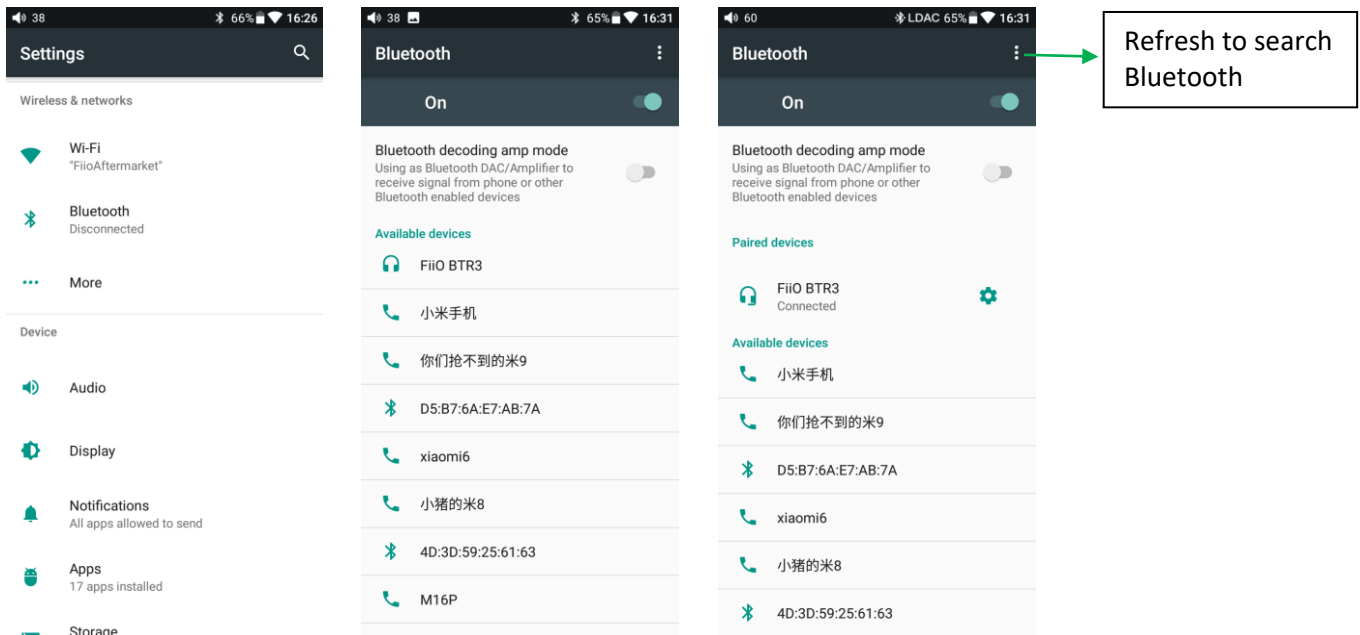 38
66%
16:26
Settings
Wireless & networks
Wi-Fi
"FiioAftermarket"
Bluetooth
Disconnected
More
Device
Audio
Display
Notifications
All apps allowed to send
Apps
17 apps installed
Storage
38
65%
16:31
Bluetooth
On
Bluetooth decoding amp mode
Using as Bluetooth DAC/Amplifier to
receive signal from phone or other
Bluetooth enabled devices
Available devices
FiiO BTR3
小米手机
你们抢不到的米9
D5:B7:6A:E7:AB:7A
xiaomi6
小猪的米8
4D:3D:59:25:61:63
M16P
60
LDAC 65%
16:31
Bluetooth
On
Bluetooth decoding amp mode
Using as Bluetooth DAC/Amplifier to
receive signal from phone or other
Bluetooth enabled devices
Paired devices
FiiO BTR3
Connected
Available devices
小米手机
你们抢不到的米9
D5:B7:6A:E7:AB:7A
xiaomi6
小猪的米8
4D:3D:59:25:61:63
Refresh to search
Bluetooth